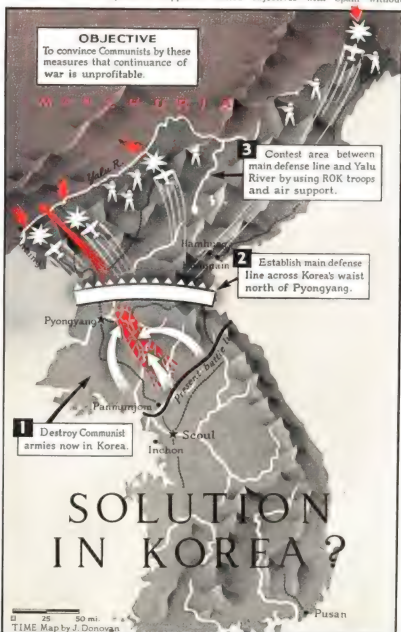 OBJECTIVE
To convince Communists by these
measures that continuance of
war is unprofitable.
MANCHURIA
Yalu R.
3 Contest area between
main defense line and Yalu
River by using ROK troops
and air support.
Hamhung
2 Establish main defense
line across Korea's waist
north of Pyongyang.
Pyongyang
Present battle
Panmunjom
1 Destroy Communist
armies now in Korea.
Seoul
Inchon
SOLUTION
IN KOREA?
0 25 50 mi.
TIME Map by J. Donovan
Pusan